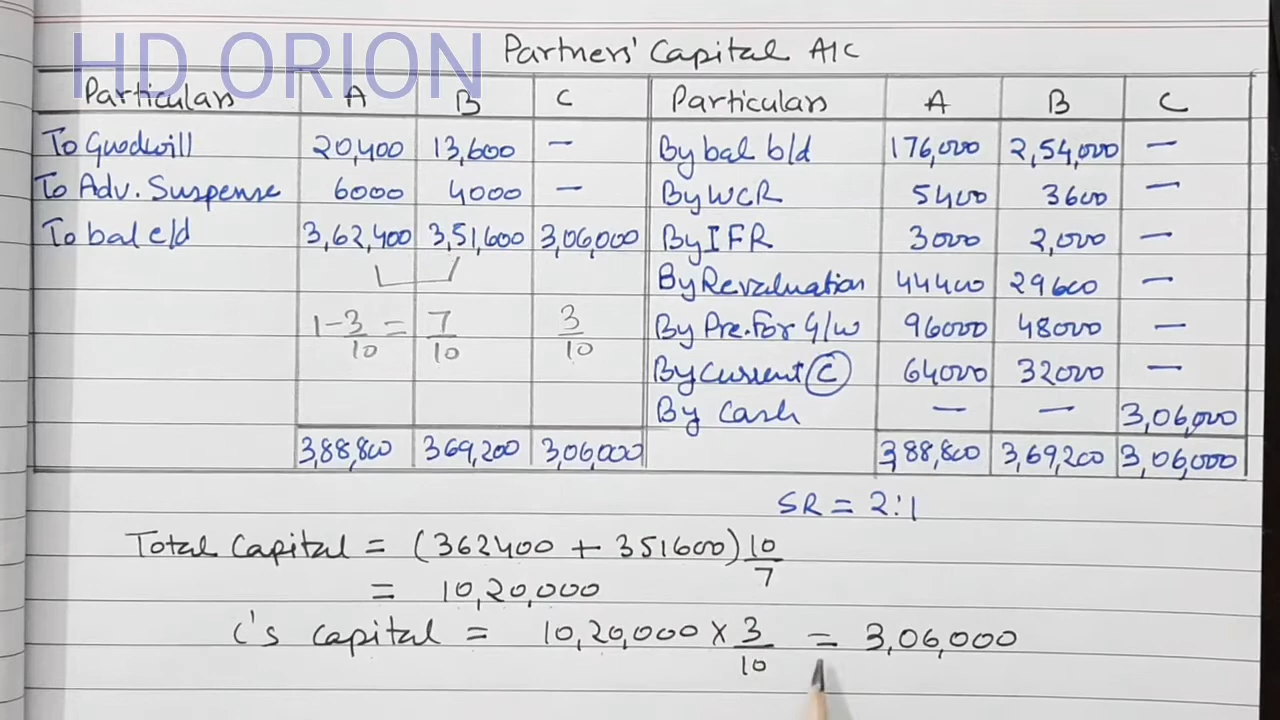 HD ORION
Partners' Capital A/C
Particulars A B C Particulars A B C
To Goodwill 20,400 13,600 — By bal b/d 176,000 2,54,000 —
To Adv. Suspense 6000 4000 — By WCR 5400 3600 —
To bal c/d 3,62,400 3,51,600 3,06,000 By IFR 3000 2,000 —
By Revaluation 44400 29600 —
1-3/10 = 7/10 3/10 By Pre. For G/W 96000 48000 —
By Current C 64000 32000 —
By Cash — — 3,06,000
3,88,800 369,200 3,06,000 3,88,800 3,69,200 3,06,000
SR = 2:1
Total Capital = (362400 + 351600) 10/7
= 10,20,000
C's capital = 10,20,000 × 3/10 = 3,06,000